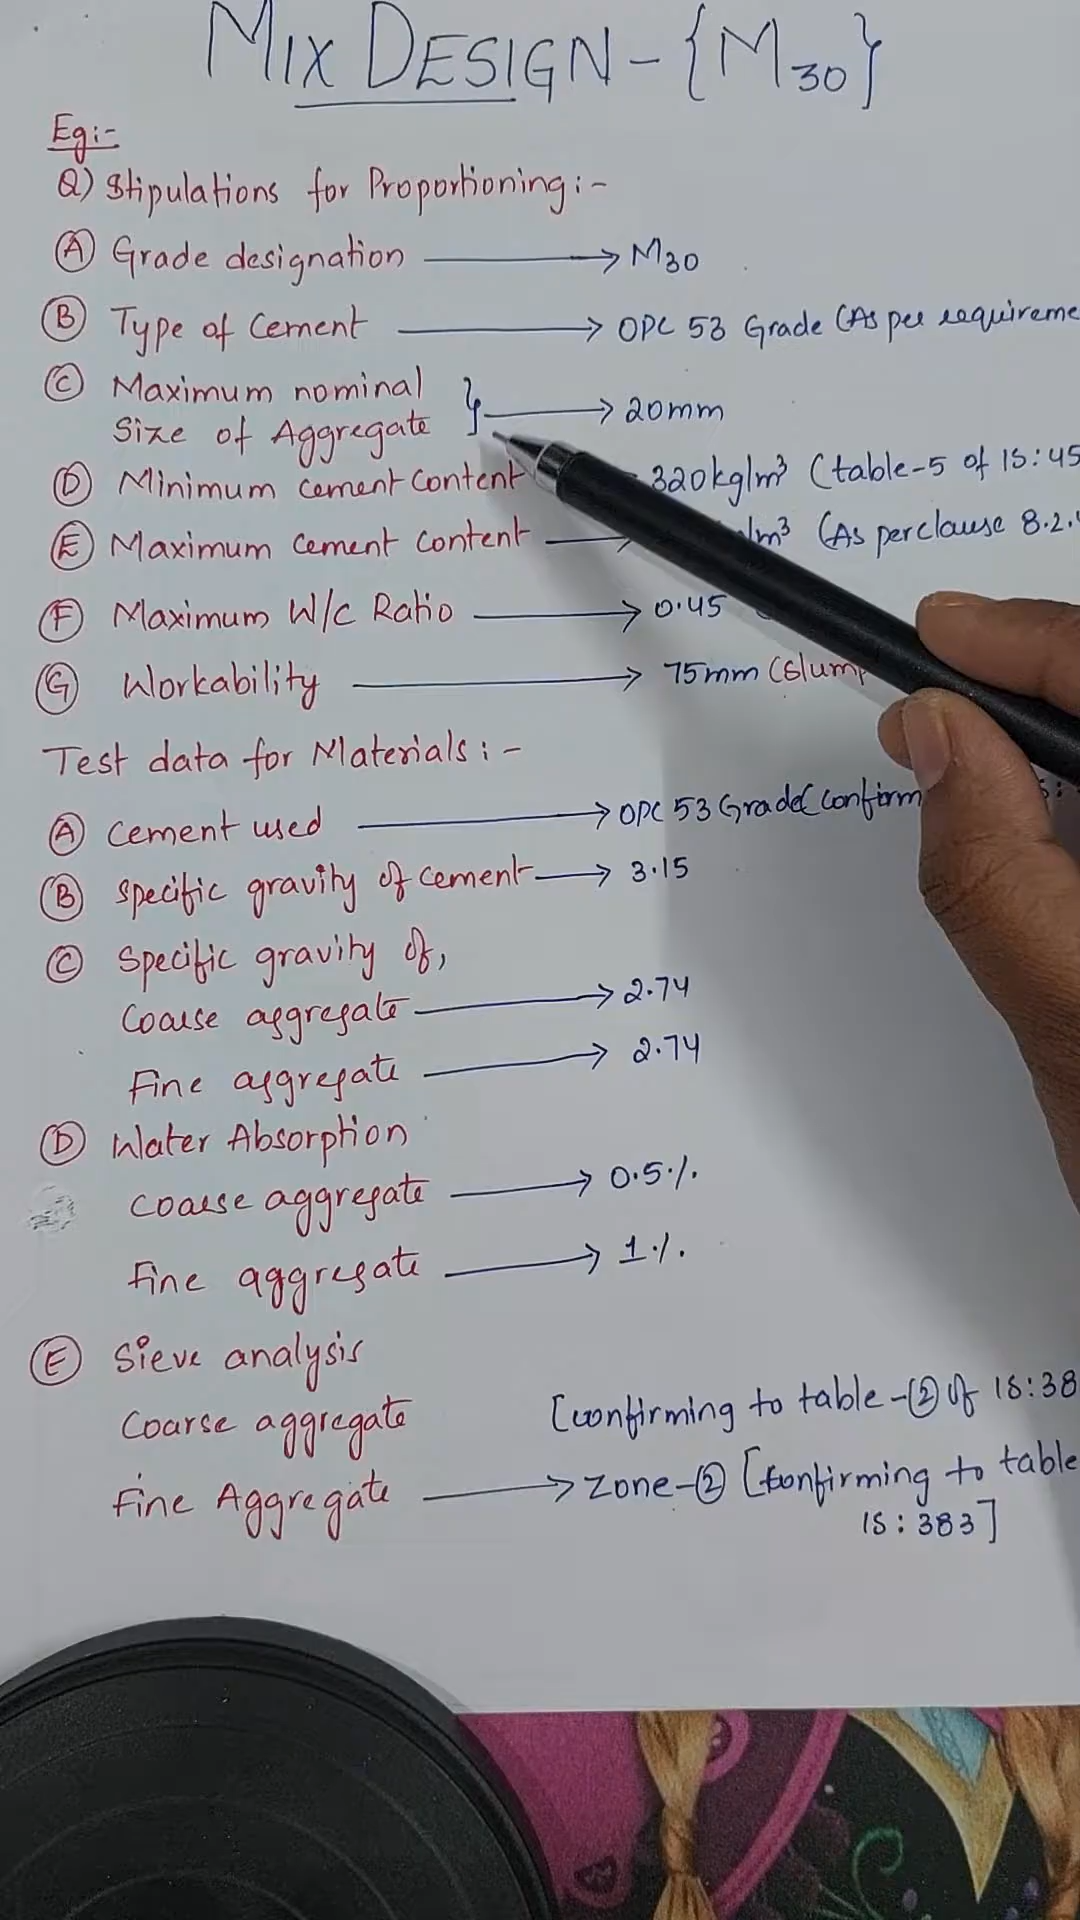 MIX DESIGN - {M30}
Eg:-
Q) Stipulations for Proportioning:-
(A) Grade designation → M30
(B) Type of Cement → OPC 53 Grade (As per
(C) Maximum nominal
Size of Aggregate } → 20mm
(D) Minimum cement content 320kg/m³ (table-5 of IS:45
(E) Maximum cement content → /m³ (As per clause 8.2.4
(F) Maximum W/C Ratio → 0.45
(G) Workability → 75mm (Slump
Test data for Materials:-
(A) Cement used → OPC 53 Grade (Confirm
(B) Specific gravity of cement → 3.15
(C) Specific gravity of,
Coarse aggregate → 2.74
Fine aggregate → 2.74
(D) Water Absorption
Coarse aggregate → 0.5%
Fine aggregate → 1%
(E) Sieve analysis
Coarse aggregate [Confirming to table-(2) of IS:38
Fine Aggregate → Zone-(2) [Confirming to table
IS:383]